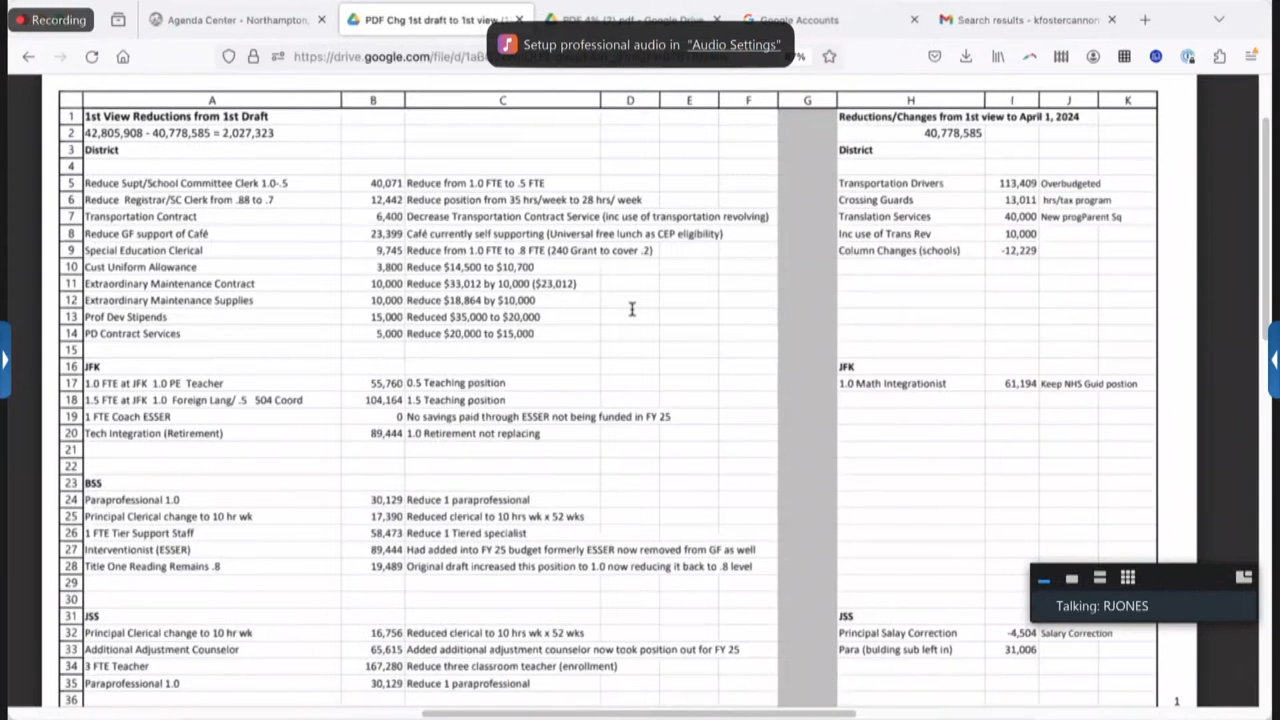 Recording
Agenda Center - Northampton,
PDF Chg 1st draft to 1st view
PDF 4% (2).pdf - Google Drive
Google Accounts
Search results - kfostercannon
Setup professional audio in "Audio Settings"
https://drive.google.com/file/d/1aB
A B C D E F G H I J K
1 1st View Reductions from 1st Draft Reductions/Changes from 1st view to April 1, 2024
2 42,805,908 - 40,778,585 = 2,027,323 40,778,585
3 District District
4
5 Reduce Supt/School Committee Clerk 1.0-.5 40,071 Reduce from 1.0 FTE to .5 FTE Transportation Drivers 113,409 Overbudgeted
6 Reduce Registrar/SC Clerk from .88 to .7 12,442 Reduce position from 35 hrs/week to 28 hrs/ week Crossing Guards 13,011 hrs/tax program
7 Transportation Contract 6,400 Decrease Transportation Contract Service (inc use of transportation revolving) Translation Services 40,000 New progParent Sq
8 Reduce GF support of Café 23,399 Café currently self supporting (Universal free lunch as CEP eligibility) Inc use of Trans Rev 10,000
9 Special Education Clerical 9,745 Reduce from 1.0 FTE to .8 FTE (240 Grant to cover .2) Column Changes (schools) -12,229
10 Cust Uniform Allowance 3,800 Reduce $14,500 to $10,700
11 Extraordinary Maintenance Contract 10,000 Reduce $33,012 by 10,000 ($23,012)
12 Extraordinary Maintenance Supplies 10,000 Reduce $18,864 by $10,000
13 Prof Dev Stipends 15,000 Reduced $35,000 to $20,000
14 PD Contract Services 5,000 Reduce $20,000 to $15,000
15
16 JFK JFK
17 1.0 FTE at JFK 1.0 PE Teacher 55,760 0.5 Teaching position 1.0 Math Integrationist 61,194 Keep NHS Guid postion
18 1.5 FTE at JFK 1.0 Foreign Lang/ .5 504 Coord 104,164 1.5 Teaching position
19 1 FTE Coach ESSER 0 No savings paid through ESSER not being funded in FY 25
20 Tech Integration (Retirement) 89,444 1.0 Retirement not replacing
21
22
23 BSS
24 Paraprofessional 1.0 30,129 Reduce 1 paraprofessional
25 Principal Clerical change to 10 hr wk 17,390 Reduced clerical to 10 hrs wk x 52 wks
26 1 FTE Tier Support Staff 58,473 Reduce 1 Tiered specialist
27 Interventionist (ESSER) 89,444 Had added into FY 25 budget formerly ESSER now removed from GF as well
28 Title One Reading Remains .8 19,489 Original draft increased this position to 1.0 now reducing it back to .8 level
29
30
Talking: RJONES
31 JSS JSS
32 Principal Clerical change to 10 hr wk 16,756 Reduced clerical to 10 hrs wk x 52 wks Principal Salay Correction -4,504 Salary Correction
33 Additional Adjustment Counselor 65,615 Added additional adjustment counselor now took position out for FY 25 Para (bulding sub left in) 31,006
34 3 FTE Teacher 167,280 Reduce three classroom teacher (enrollment)
35 Paraprofessional 1.0 30,129 Reduce 1 paraprofessional
36
1